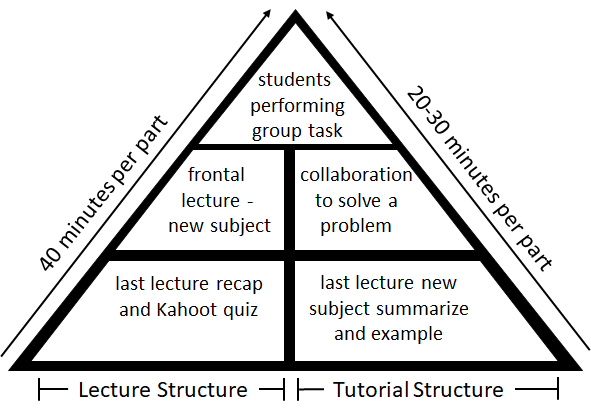 students
performing
group task
40 minutes per part
20-30 minutes per part
frontal
lecture -
new subject
collaboration
to solve a
problem
last lecture recap
and Kahoot quiz
last lecture new
subject summarize
and example
Lecture Structure
Tutorial Structure